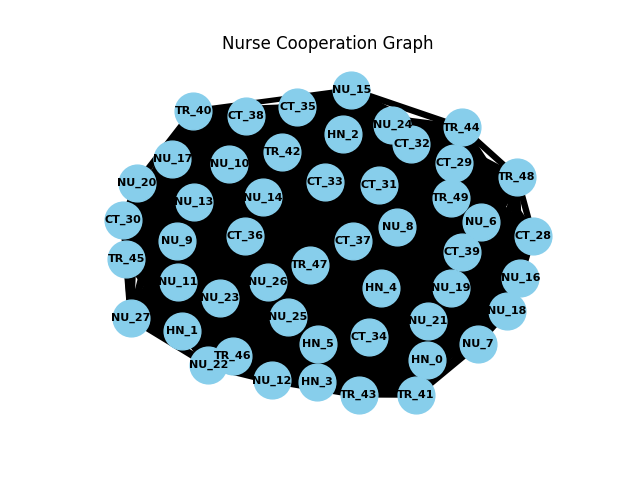 Nurse Cooperation Graph
NU_15
TR_40
CT_35
CT_38
NU_24
TR_44
HN_2
CT_32
TR_42
NU_17
NU_10
CT_29
TR_48
NU_20
CT_33
CT_31
NU_14
TR_49
NU_13
CT_30
NU_6
NU_8
CT_28
CT_36
NU_9
CT_37
CT_39
TR_45
TR_47
NU_16
NU_11
NU_26
HN_4
NU_19
NU_23
NU_18
NU_27
NU_25
NU_21
HN_1
CT_34
HN_5
NU_7
TR_46
HN_0
NU_22
NU_12
HN_3
TR_43
TR_41